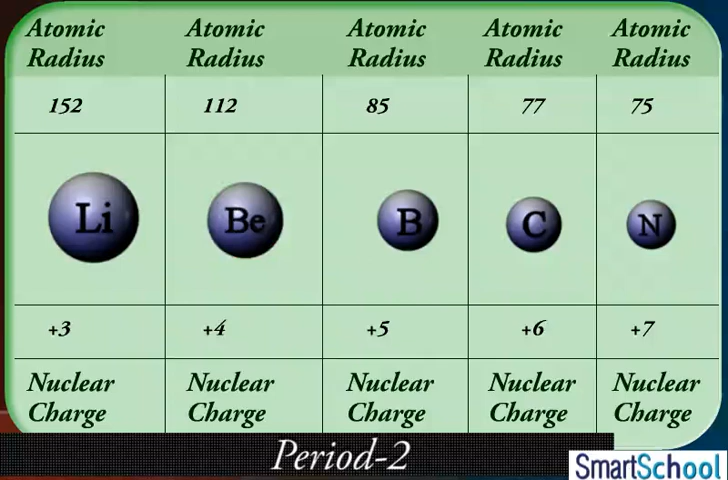 Atomic Radius
Atomic Radius
Atomic Radius
Atomic Radius
Atomic Radius
152 112 85 77 75
Li Be B C N
+3 +4 +5 +6 +7
Nuclear Charge
Nuclear Charge
Nuclear Charge
Nuclear Charge
Nuclear Charge
Period-2
SmartSchool